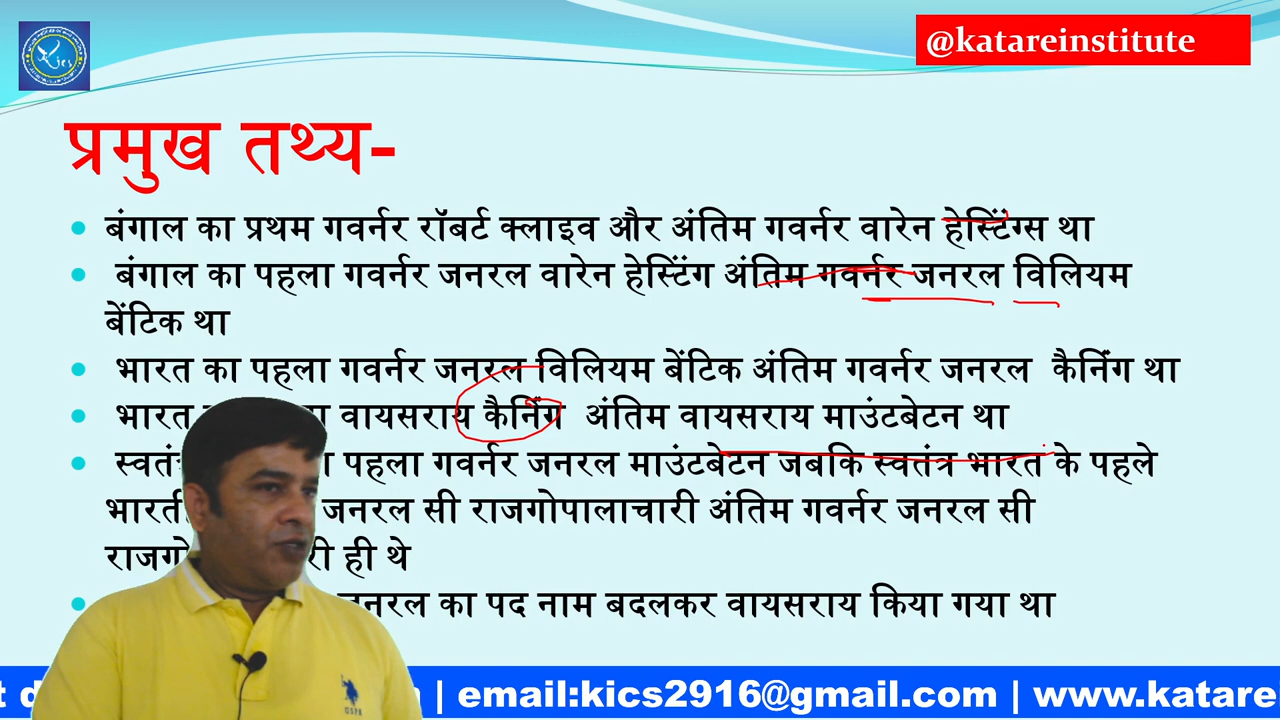 @katareinstitute
प्रमुख तथ्य-
बंगाल का प्रथम गवर्नर रॉबर्ट क्लाइव और अंतिम गवर्नर वारेन हेस्टिंग्स था
बंगाल का पहला गवर्नर जनरल वारेन हेस्टिंग अंतिम गवर्नर जनरल विलियम
बेंटिक था
भारत का पहला गवर्नर जनरल विलियम बेंटिक अंतिम गवर्नर जनरल कैनिंग था
भारत वायसराय कैनिंग अंतिम वायसराय माउंटबेटन था
पहला गवर्नर जनरल माउंटबेटन जबकि स्वतंत्र भारत के पहले
जनरल सी राजगोपालाचारी अंतिम गवर्नर जनरल सी
ही थे
जनरल का पद नाम बदलकर वायसराय किया गया था
| email:kics2916@gmail.com | www.katarei